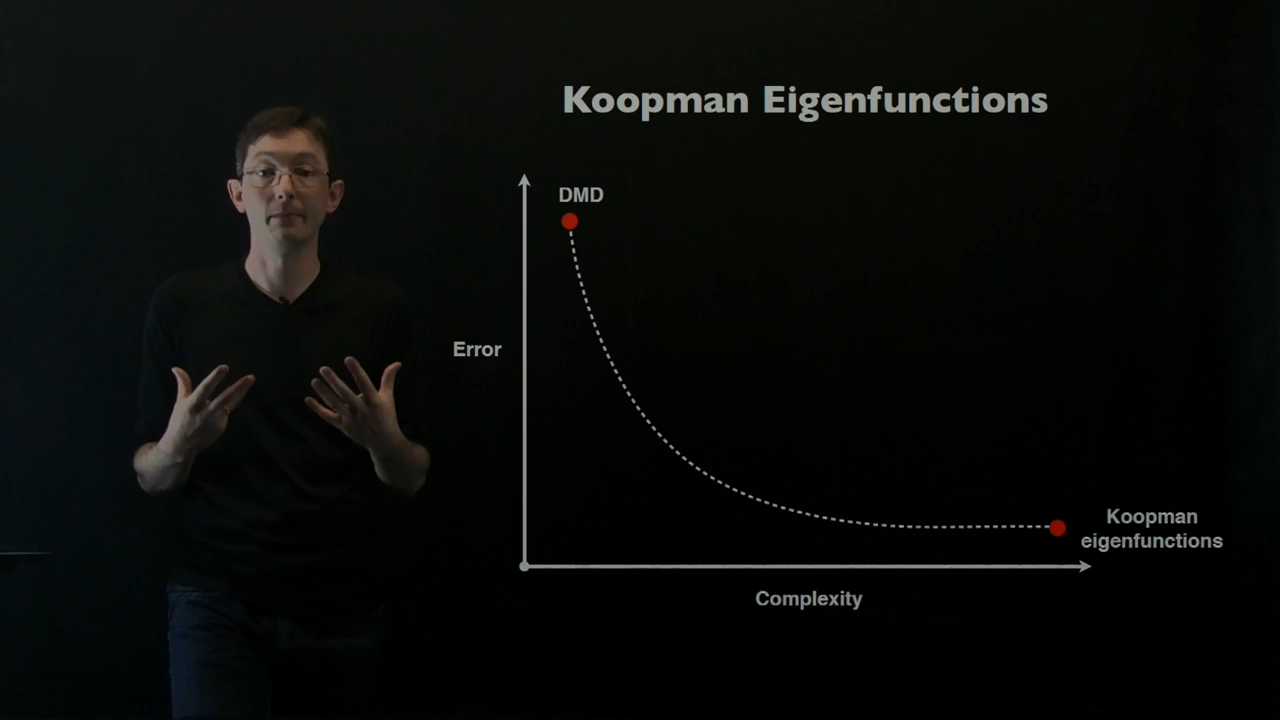 Koopman Eigenfunctions
DMD
Error
Koopman
eigenfunctions
Complexity